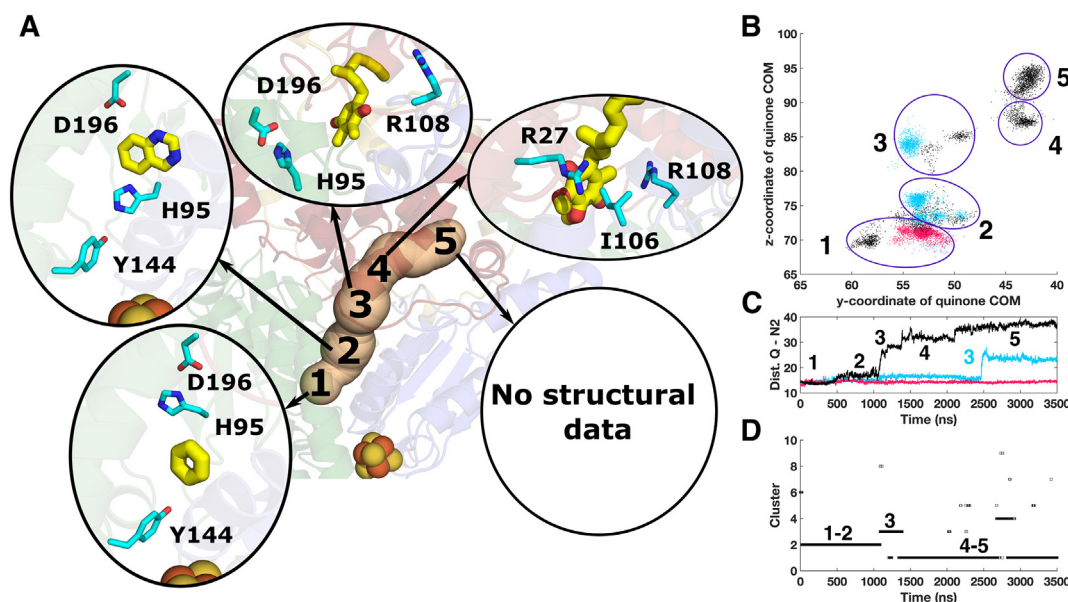 A
D196
H95
Y144
D196
H95
R108
R27
R108
I106
D196
H95
Y144
1
2
3
4
5
No structural
data
B
z-coordinate of quinone COM
100
95
90
85
80
75
70
65
65
60
55
50
45
40
y-coordinate of quinone COM
1
2
3
4
5
C
Dist. Q - N2
40
30
20
10
0
500
1000
1500
2000
2500
3000
3500
Time (ns)
1
2
3
4
3
5
D
Cluster
10
8
6
4
2
0
0
500
1000
1500
2000
2500
3000
3500
Time (ns)
1-2
3
4-5